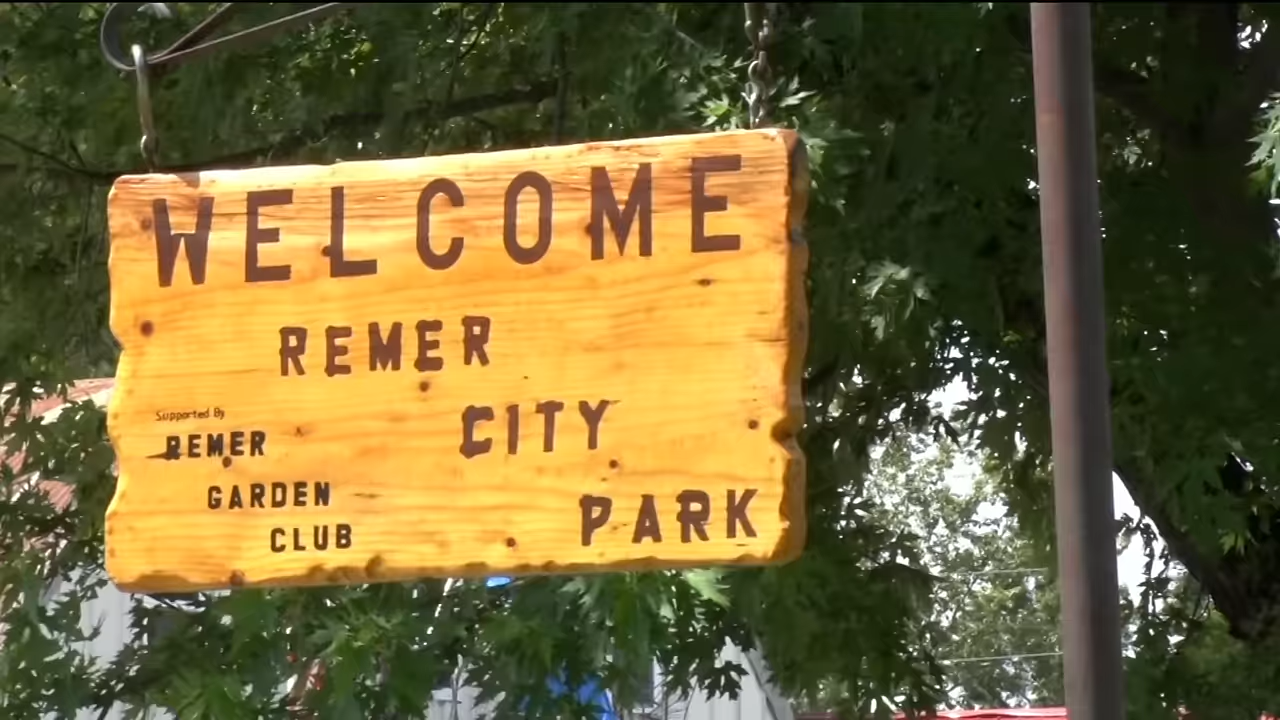 WELCOME
REMER
CITY
PARK
Supported By
REMER
GARDEN
CLUB